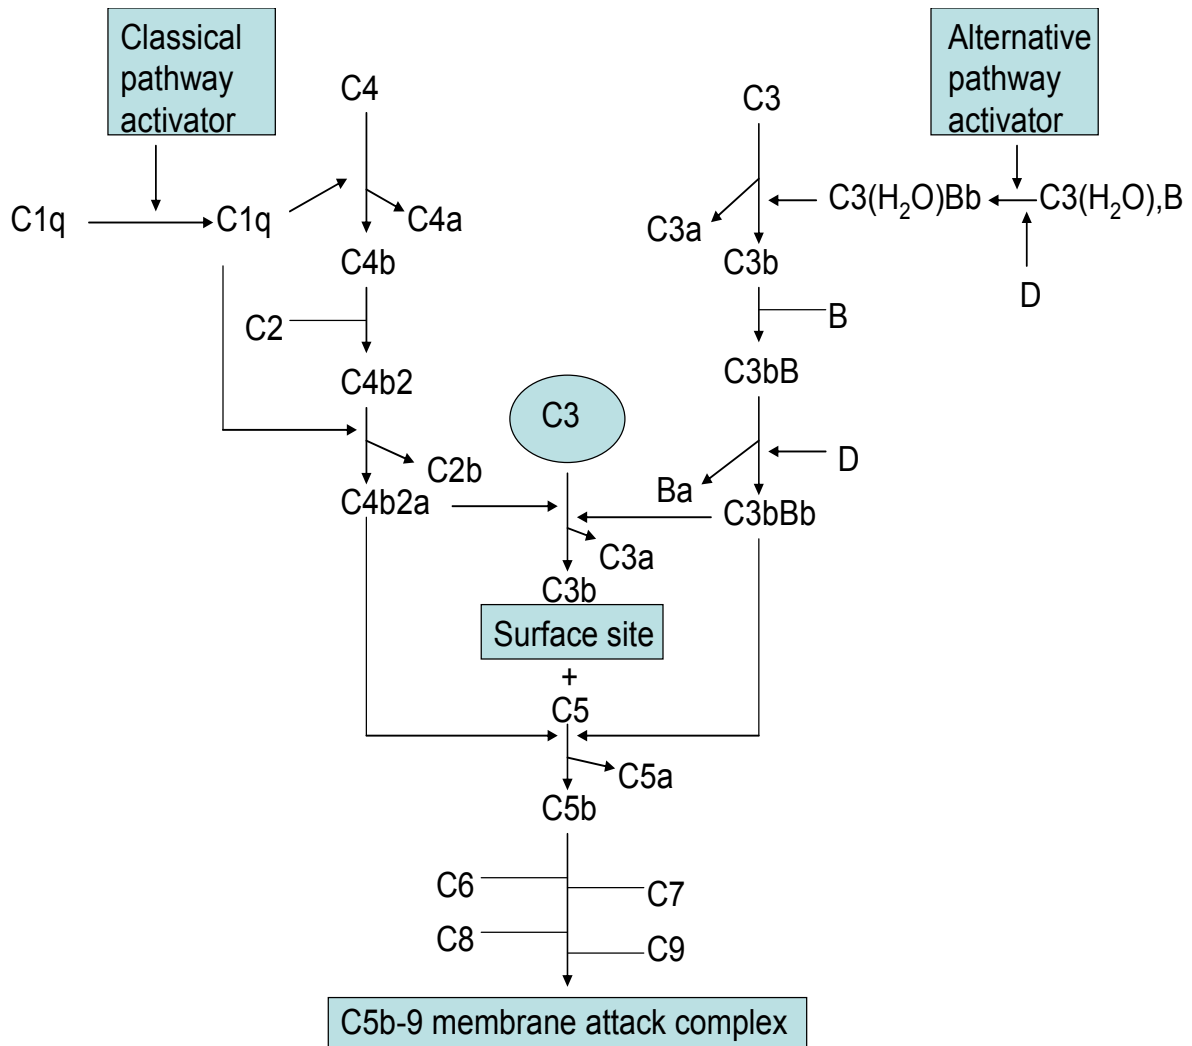 Classical
pathway
activator
Alternative
pathway
activator
C4
C3
C1q
C1q
C4a
C3a
C3(H₂O)Bb
C3(H₂O),B
C4b
C3b
D
C2
B
C4b2
C3bB
C3
C2b
D
C4b2a
Ba
C3bBb
C3a
C3b
Surface site
+
C5
C5a
C5b
C6
C7
C8
C9
C5b-9 membrane attack complex